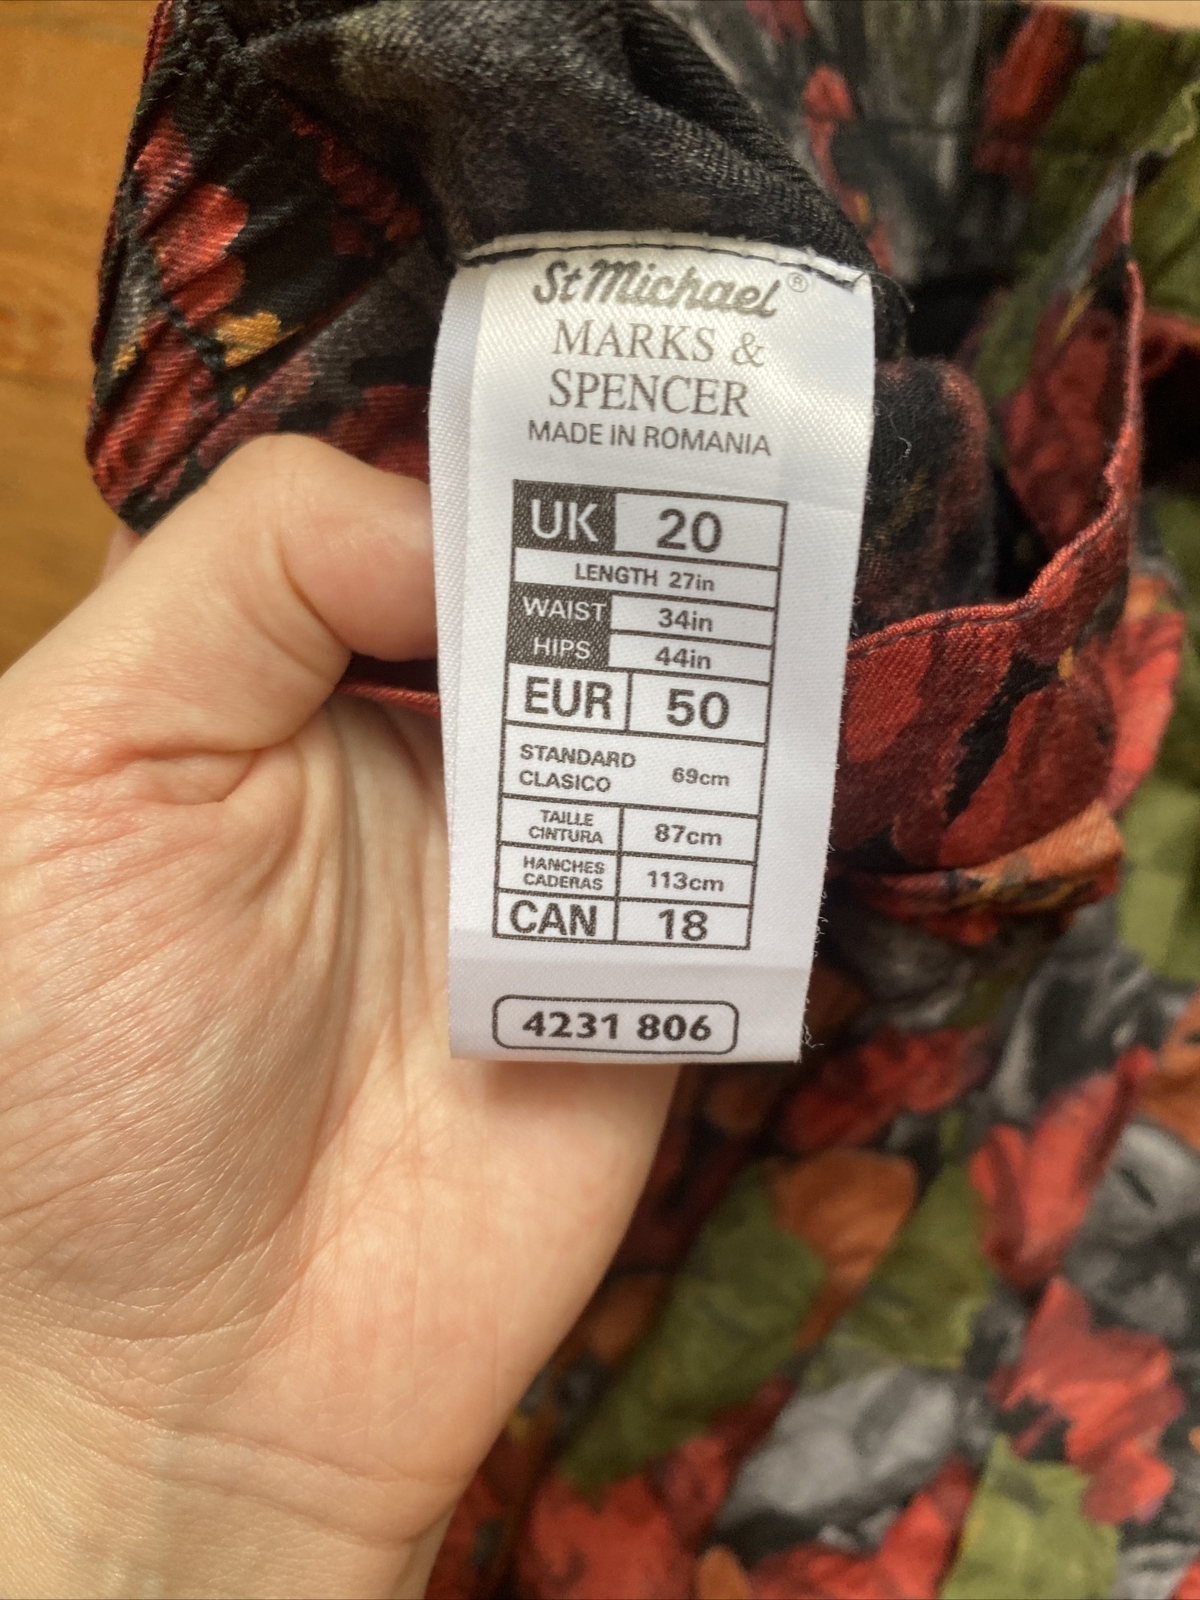 St Michael®
MARKS &
SPENCER
MADE IN ROMANIA
UK 20
LENGTH 27in
WAIST 34in
HIPS 44in
EUR 50
STANDARD
CLASICO 69cm
TAILLE
CINTURA 87cm
HANCHES
CADERAS 113cm
CAN 18
4231 806